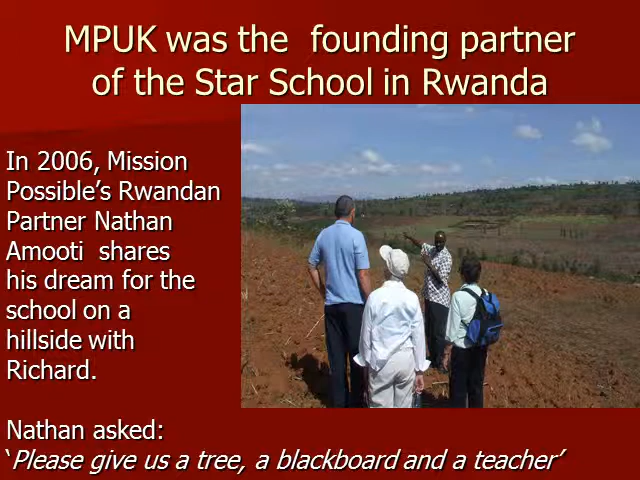 MPUK was the  founding partner
of the Star School in Rwanda
In 2006, Mission
Possible's Rwandan
Partner Nathan
Amooti  shares
his dream for the
school on a
hillside with
Richard.
Nathan asked:
‘Please give us a tree, a blackboard and a teacher’